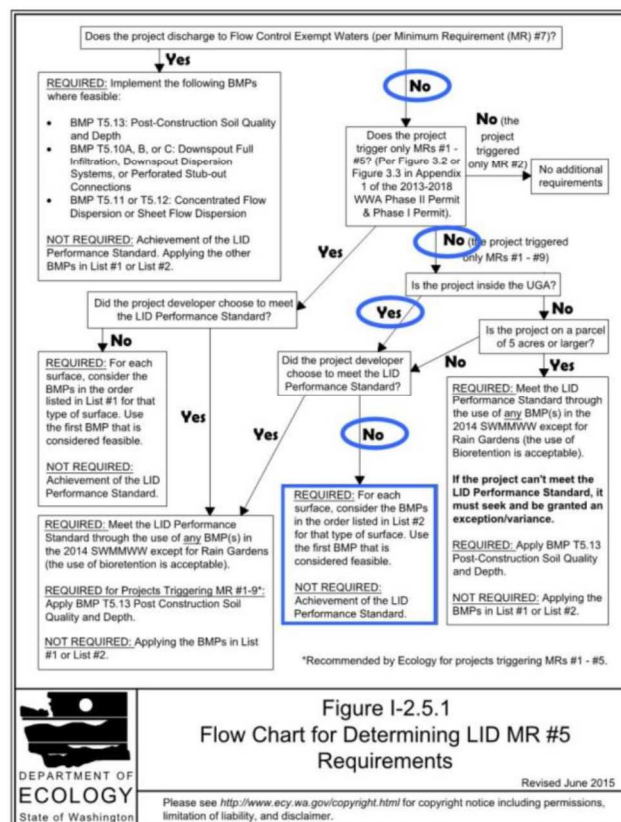 Does the project discharge to Flow Control Exempt Waters (per Minimum Requirement (MR) #7)?
Yes
No
REQUIRED: Implement the following BMPs
where feasible:
• BMP T5.13: Post-Construction Soil Quality
and Depth
• BMP T5.10A, B, or C: Downspout Full
Infiltration, Downspout Dispersion
Systems, or Perforated Stub-out
Connections
• BMP T5.11 or T5.12: Concentrated Flow
Dispersion or Sheet Flow Dispersion
NOT REQUIRED: Achievement of the LID
Performance Standard. Applying the other
BMPs in List #1 or List #2.
Does the project
trigger only MRs #1 -
#5? (Per Figure 3.2 or
Figure 3.3 in Appendix
1 of the 2013-2018
WWA Phase II Permit
& Phase I Permit).
No (the
project
triggered
only MR #2)
No additional
requirements
Yes
No (the project triggered
only MRs #1 - #9)
Is the project inside the UGA?
Yes
No
Did the project developer choose to meet
the LID Performance Standard?
Is the project on a parcel
of 5 acres or larger?
No
Yes
No
Yes
Did the project developer
choose to meet the LID
Performance Standard?
Yes
No
REQUIRED: For each
surface, consider the
BMPs in the order
listed in List #1 for that
type of surface. Use
the first BMP that is
considered feasible.
NOT REQUIRED:
Achievement of the LID
Performance Standard.
REQUIRED: Meet the LID
Performance Standard through
the use of any BMP(s) in the
2014 SWMMWW except for
Rain Gardens (the use of
Bioretention is acceptable).
If the project can't meet the
LID Performance Standard, it
must seek and be granted an
exception/variance.
REQUIRED: Apply BMP T5.13
Post-Construction Soil Quality
and Depth.
NOT REQUIRED: Applying the
BMPs in List #1 or List #2.
REQUIRED: For each
surface, consider the BMPs
in the order listed in List #2
for that type of surface. Use
the first BMP that is
considered feasible.
NOT REQUIRED:
Achievement of the LID
Performance Standard.
REQUIRED: Meet the LID Performance
Standard through the use of any BMP(s) in
the 2014 SWMMWW except for Rain Gardens
(the use of bioretention is acceptable).
REQUIRED for Projects Triggering MR #1-9*:
Apply BMP T5.13 Post Construction Soil
Quality and Depth.
NOT REQUIRED: Applying the BMPs in List
#1 or List #2.
*Recommended by Ecology for projects triggering MRs #1 - #5.
DEPARTMENT OF
ECOLOGY
State of Washington
Figure I-2.5.1
Flow Chart for Determining LID MR #5
Requirements
Revised June 2015
Please see http://www.ecy.wa.gov/copyright.html for copyright notice including permissions,
limitation of liability, and disclaimer.